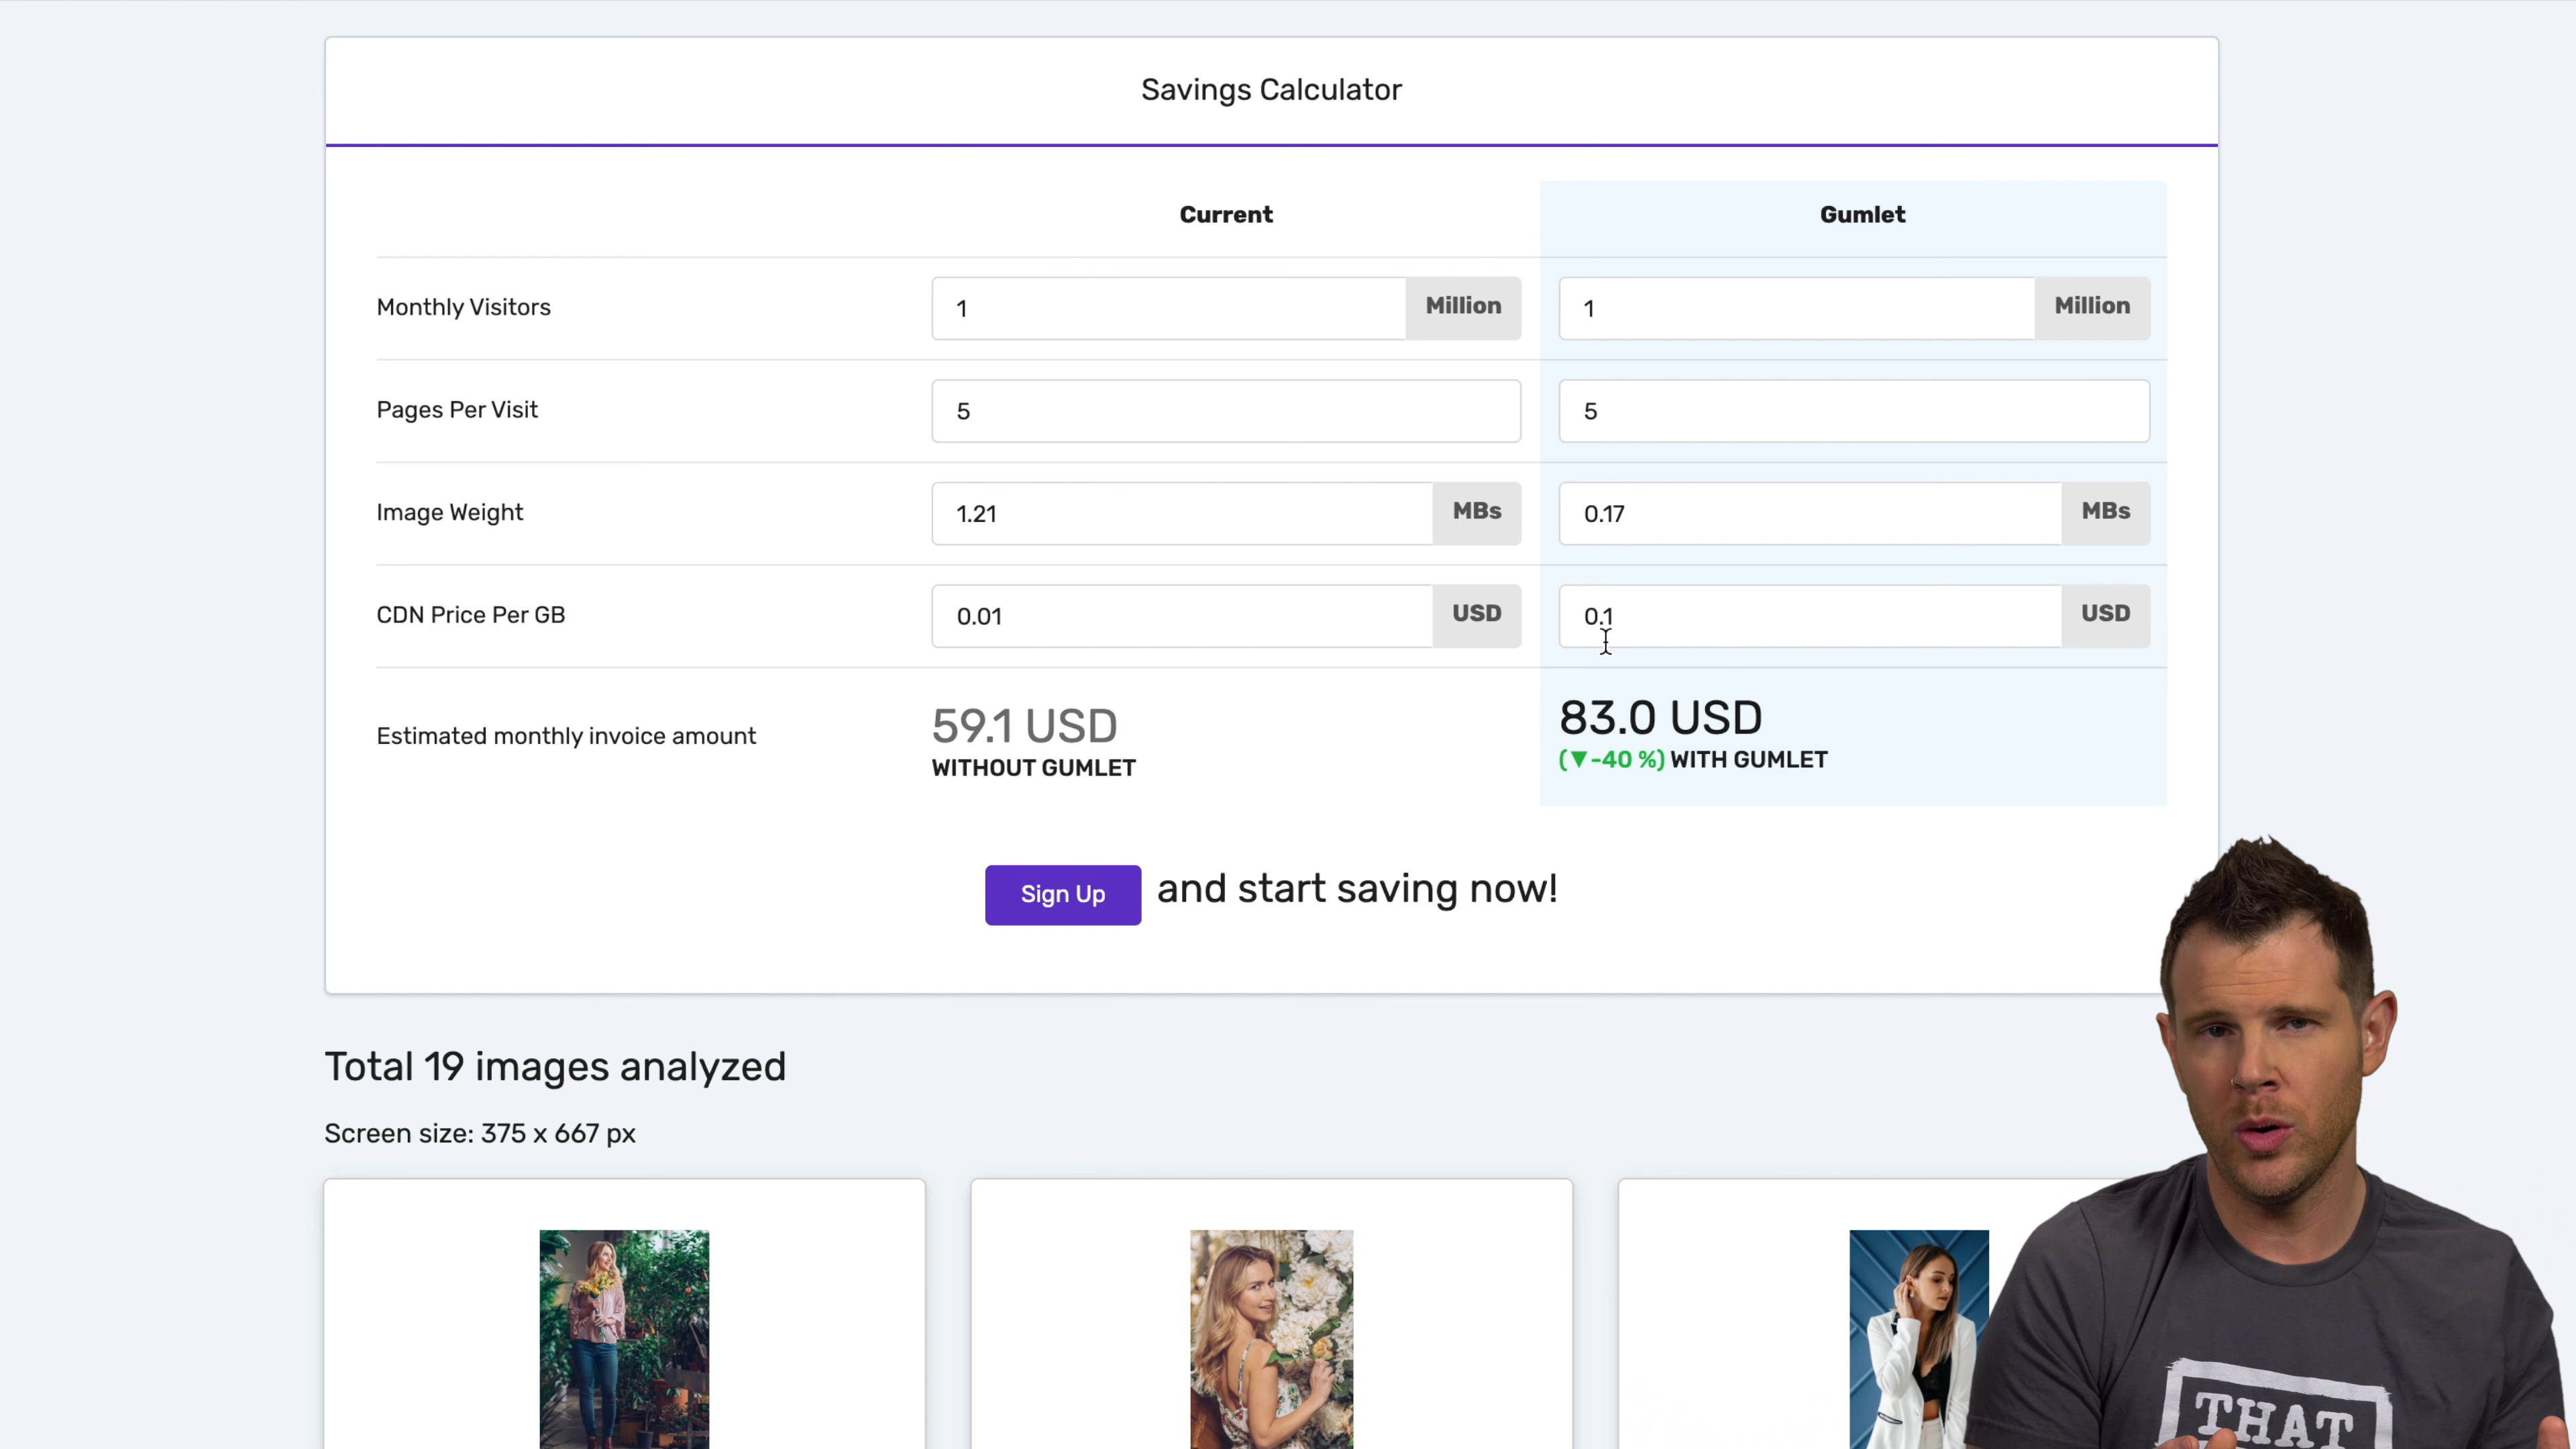 Savings Calculator
Current Gumlet
Monthly Visitors 1 Million 1 Million
Pages Per Visit 5 5
Image Weight 1.21 MBs 0.17 MBs
CDN Price Per GB 0.01 USD 0.1 USD
Estimated monthly invoice amount 59.1 USD 83.0 USD
WITHOUT GUMLET (▼-40 %) WITH GUMLET
Sign Up and start saving now!
Total 19 images analyzed
Screen size: 375 x 667 px
THAT